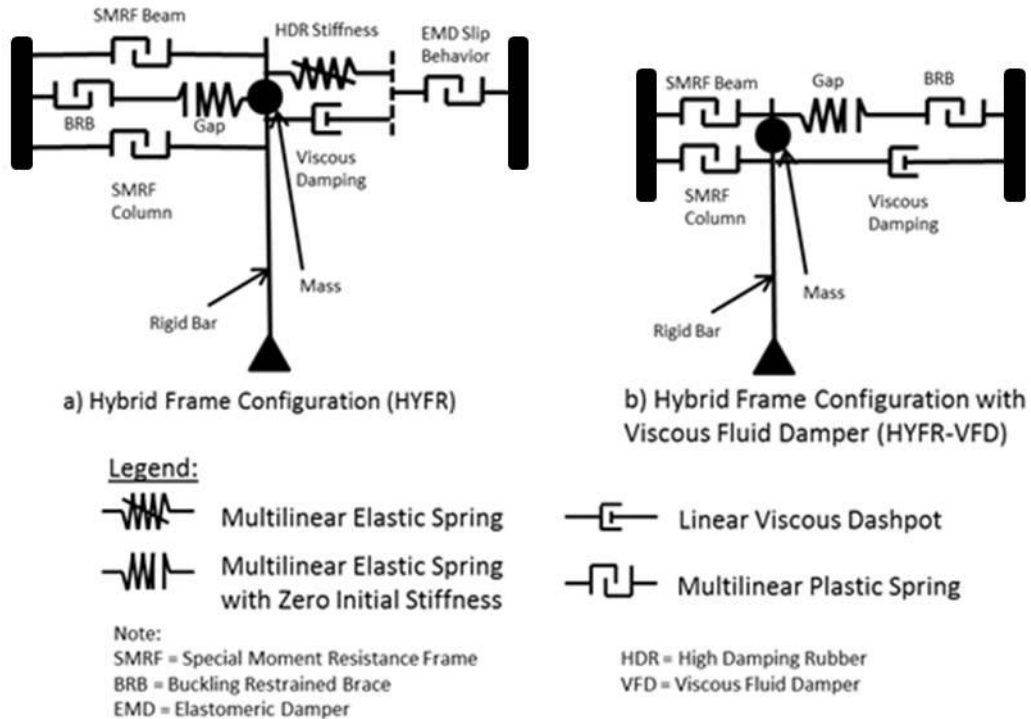 SMRF Beam
HDR Stiffness
EMD Slip
Behavior
BRB
Gap
Viscous
Damping
SMRF
Column
Mass
Rigid Bar
a) Hybrid Frame Configuration (HYFR)
SMRF Beam
Gap
BRB
SMRF
Column
Viscous
Damping
Mass
Rigid Bar
b) Hybrid Frame Configuration with
Viscous Fluid Damper (HYFR-VFD)
Legend:
Multilinear Elastic Spring
Multilinear Elastic Spring
with Zero Initial Stiffness
Linear Viscous Dashpot
Multilinear Plastic Spring
Note:
SMRF = Special Moment Resistance Frame
BRB = Buckling Restrained Brace
EMD = Elastomeric Damper
HDR = High Damping Rubber
VFD = Viscous Fluid Damper